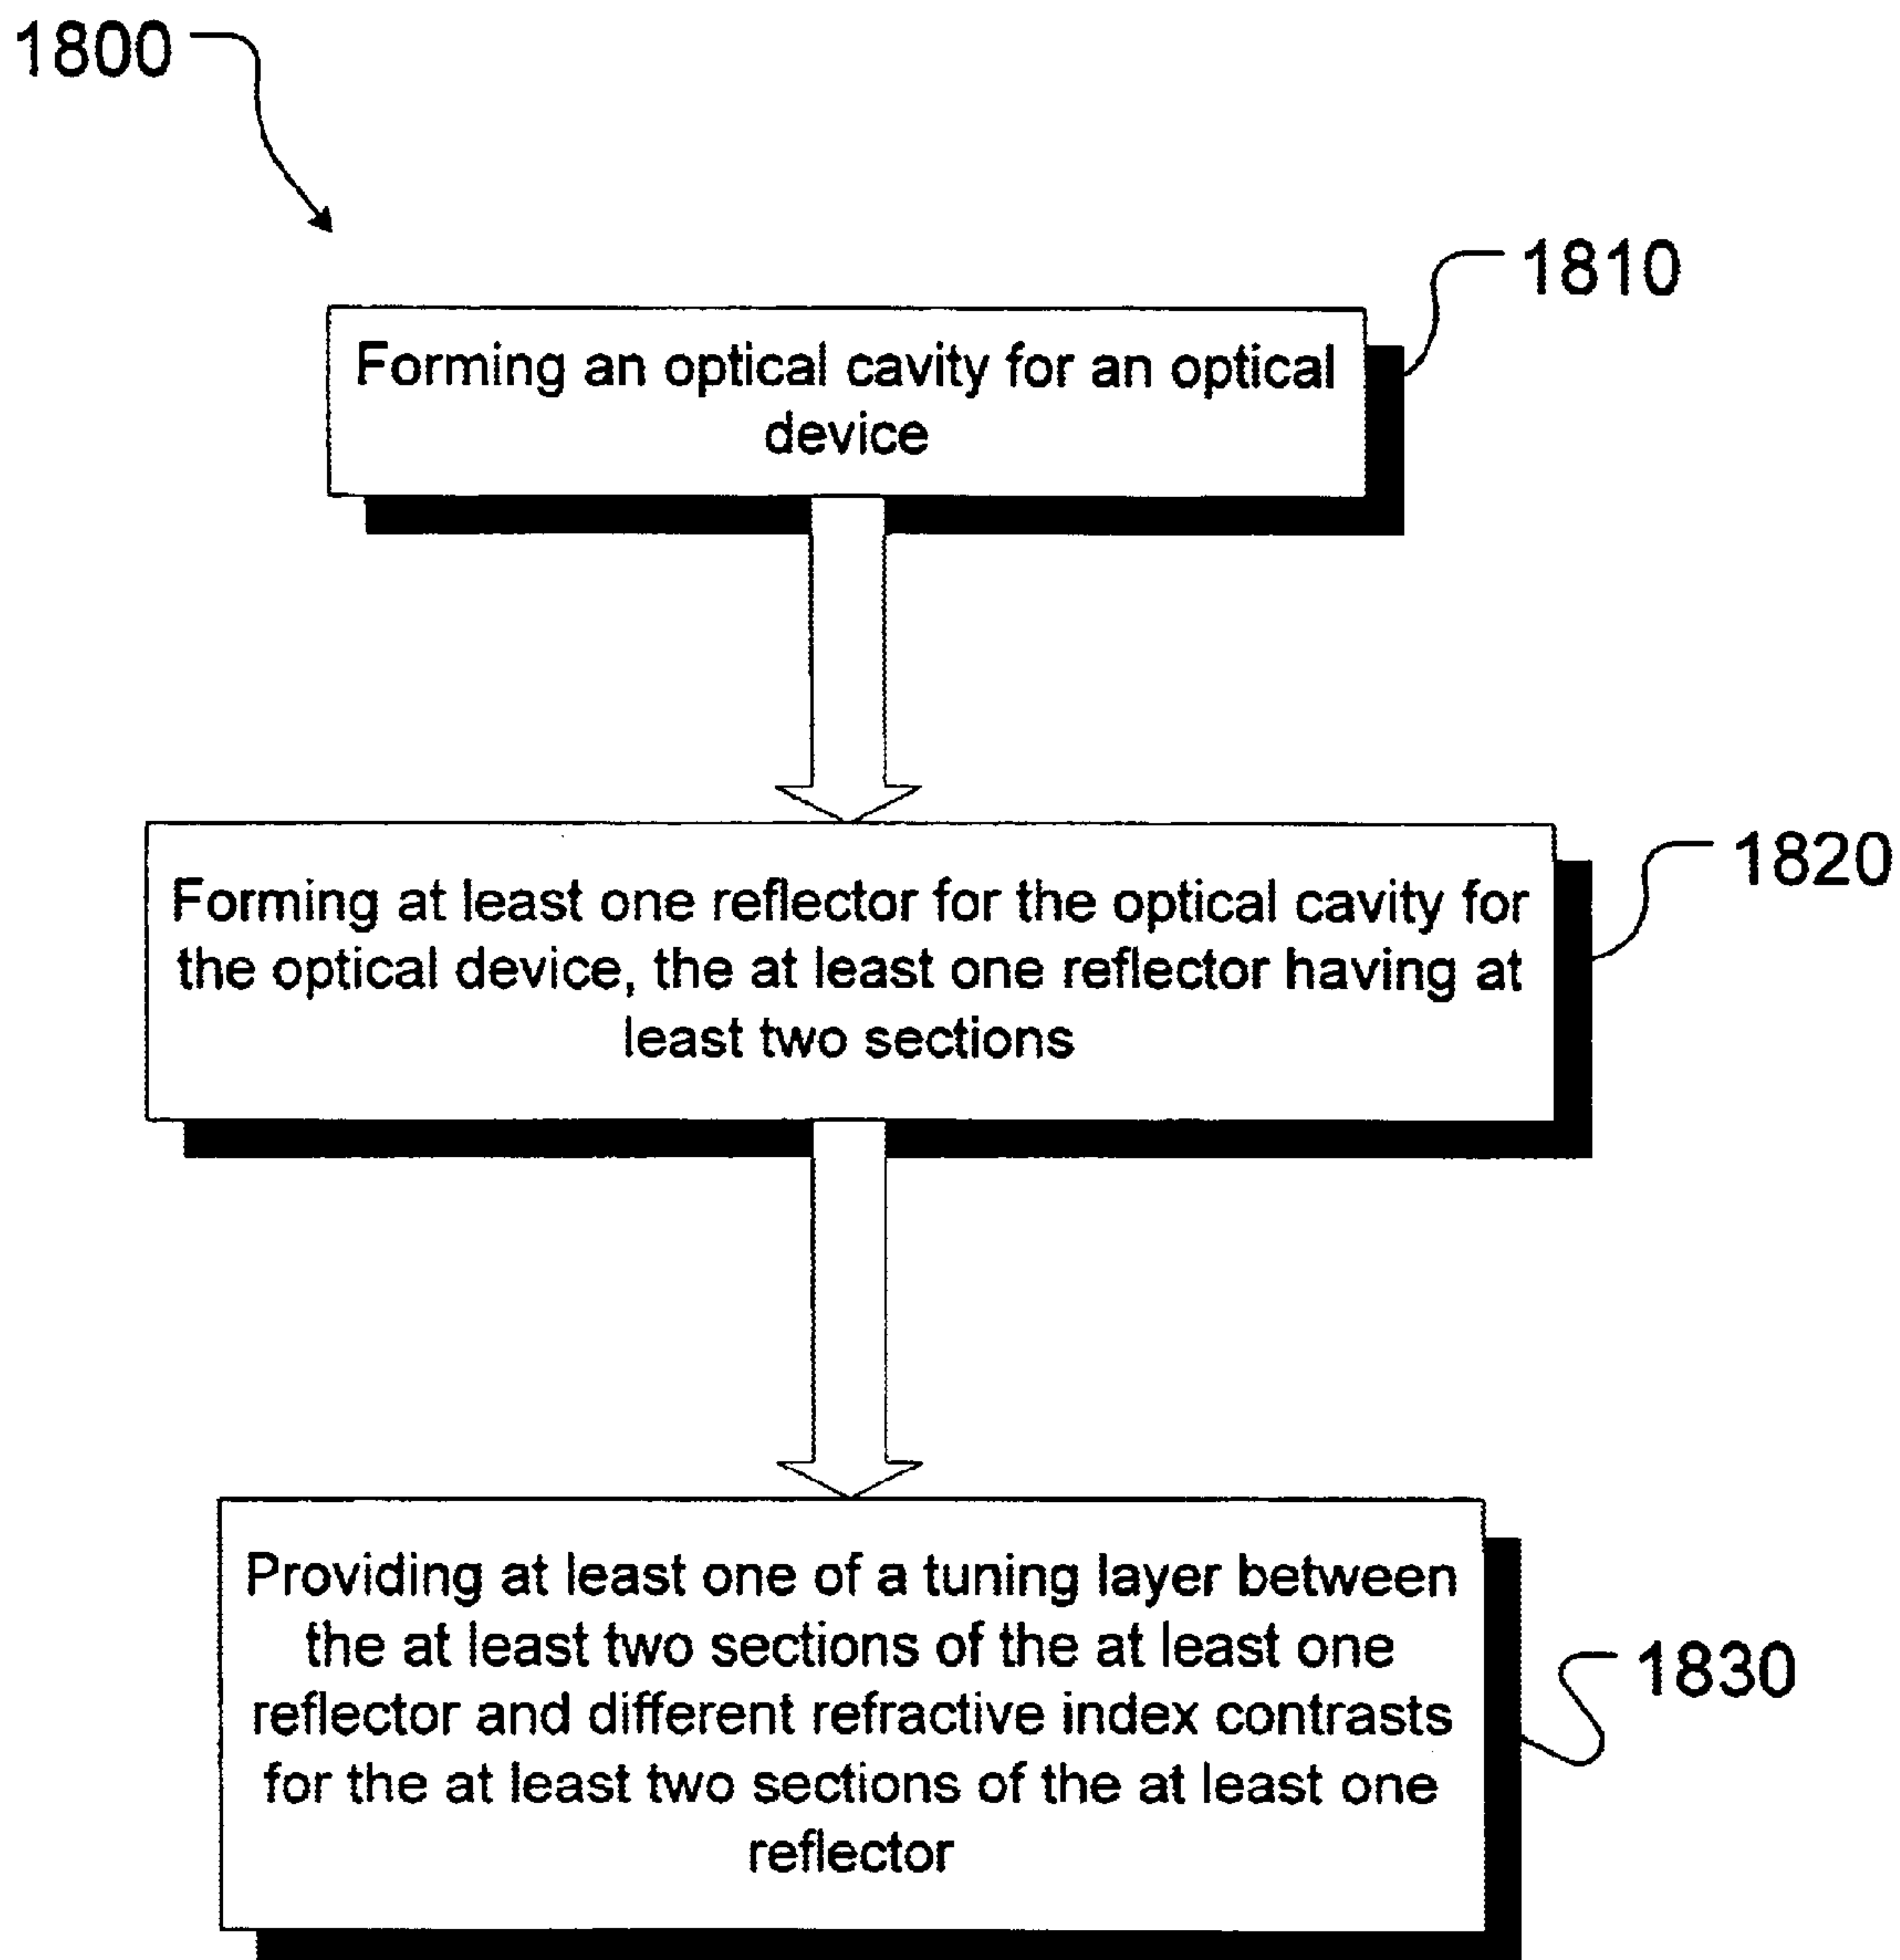 1800
1810
Forming an optical cavity for an optical
device
1820
Forming at least one reflector for the optical cavity for
the optical device, the at least one reflector having at
least two sections
Providing at least one of a tuning layer between
the at least two sections of the at least one
reflector and different refractive index contrasts
for the at least two sections of the at least one
reflector
1830